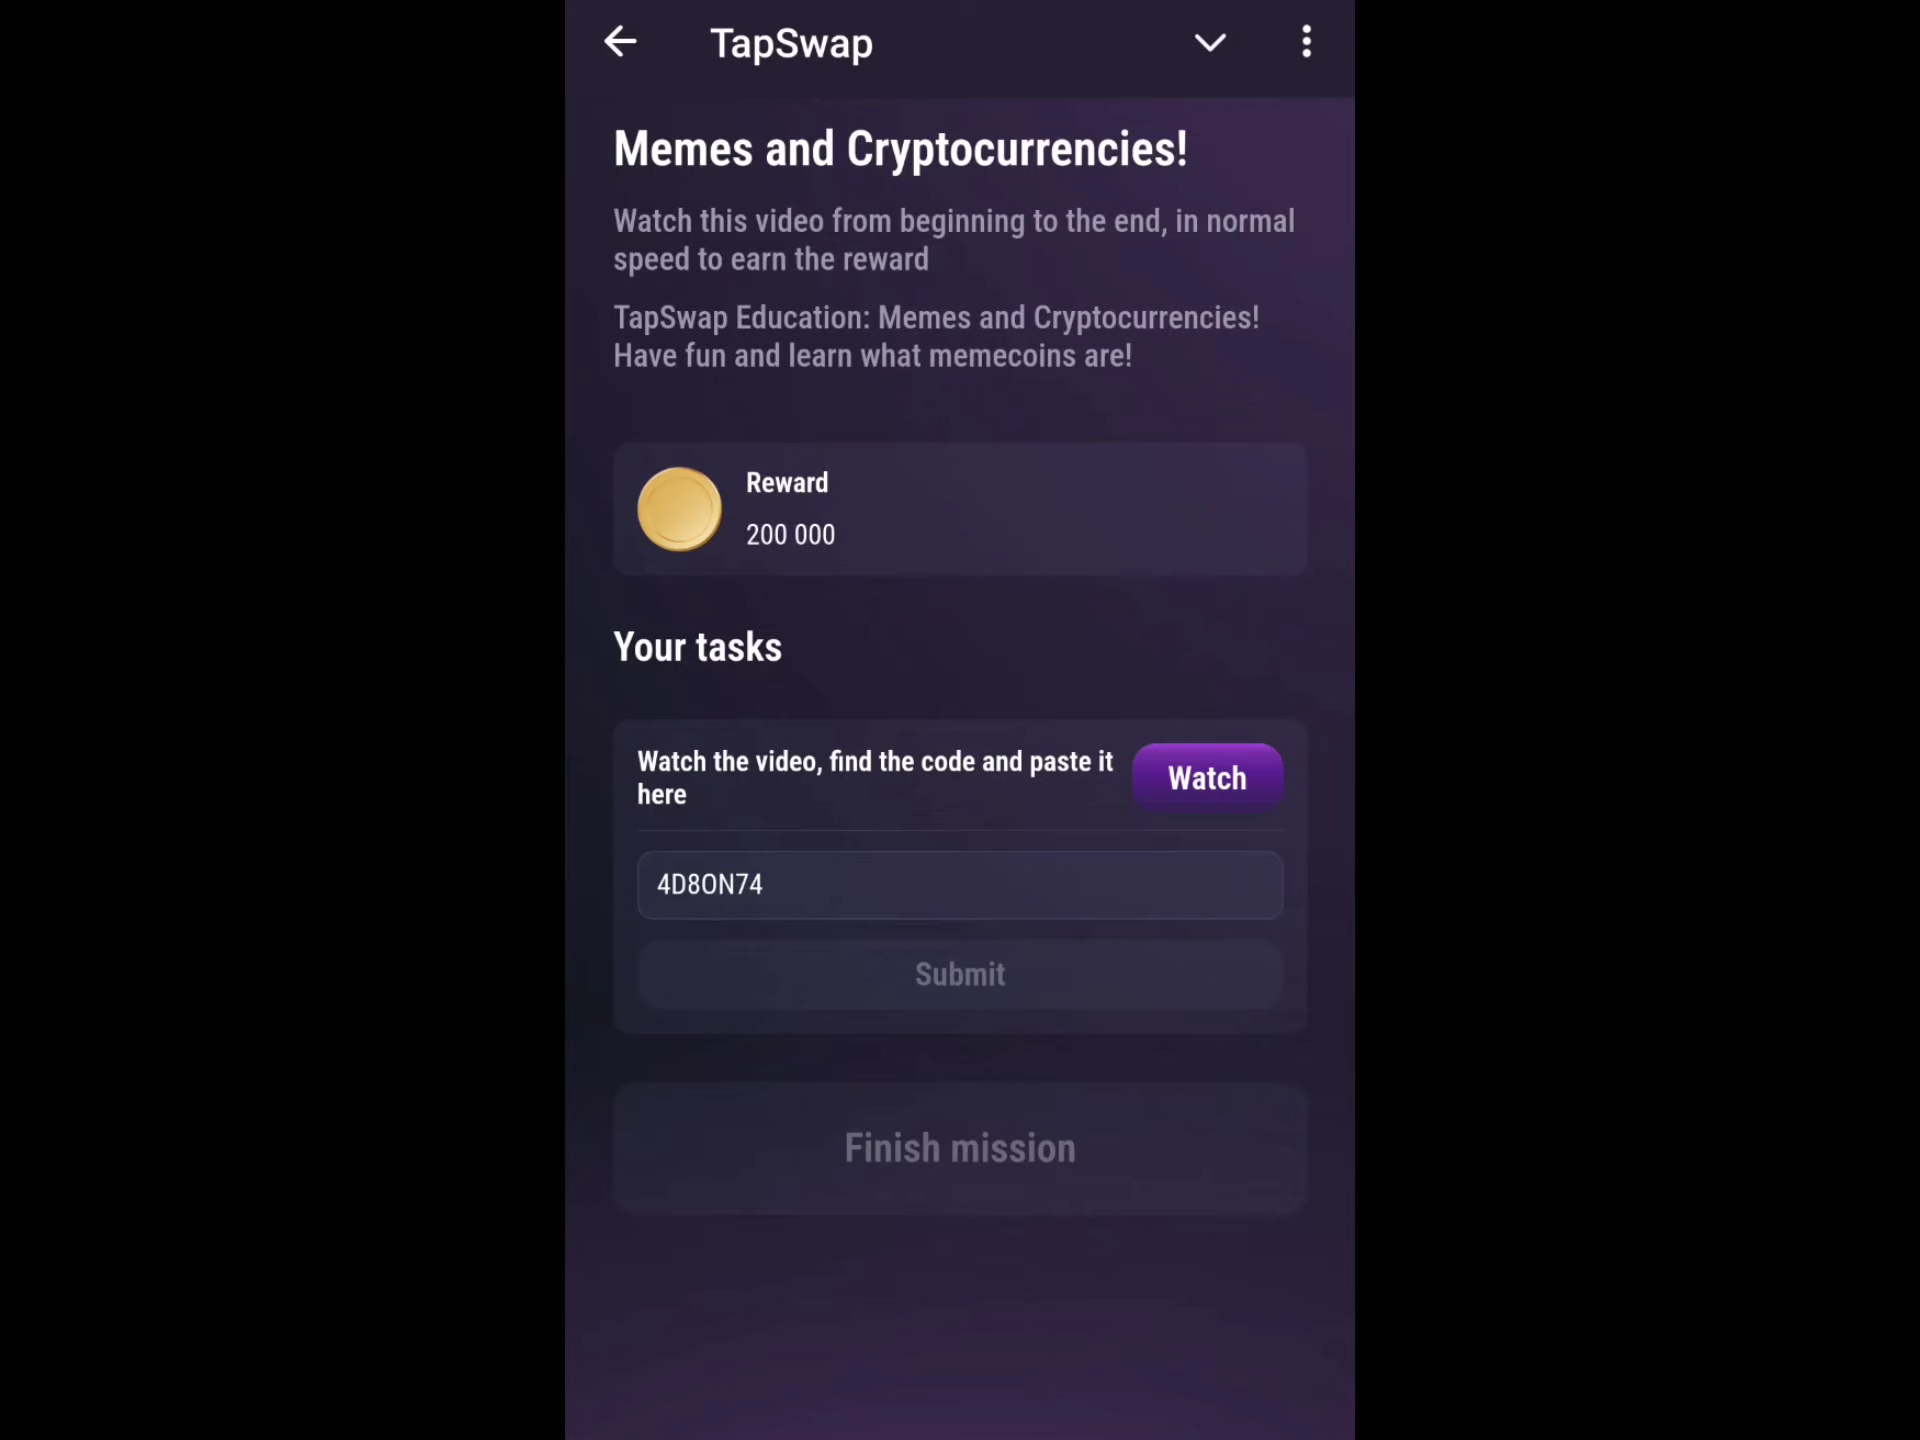 TapSwap
Memes and Cryptocurrencies!
Watch this video from beginning to the end, in normal
speed to earn the reward
TapSwap Education: Memes and Cryptocurrencies!
Have fun and learn what memecoins are!
Reward
200 000
Your tasks
Watch the video, find the code and paste it
here
Watch
4D8ON74
Submit
Finish mission